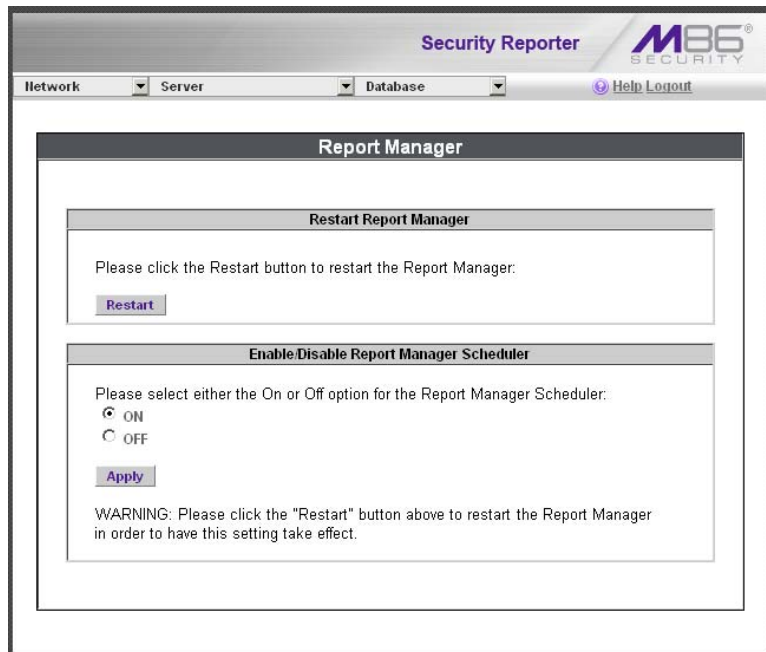 Security Reporter
M86®
SECURITY
Network Server Database Help Logout
Report Manager
Restart Report Manager
Please click the Restart button to restart the Report Manager:
Restart
Enable/Disable Report Manager Scheduler
Please select either the On or Off option for the Report Manager Scheduler:
ON
OFF
Apply
WARNING: Please click the "Restart" button above to restart the Report Manager
in order to have this setting take effect.